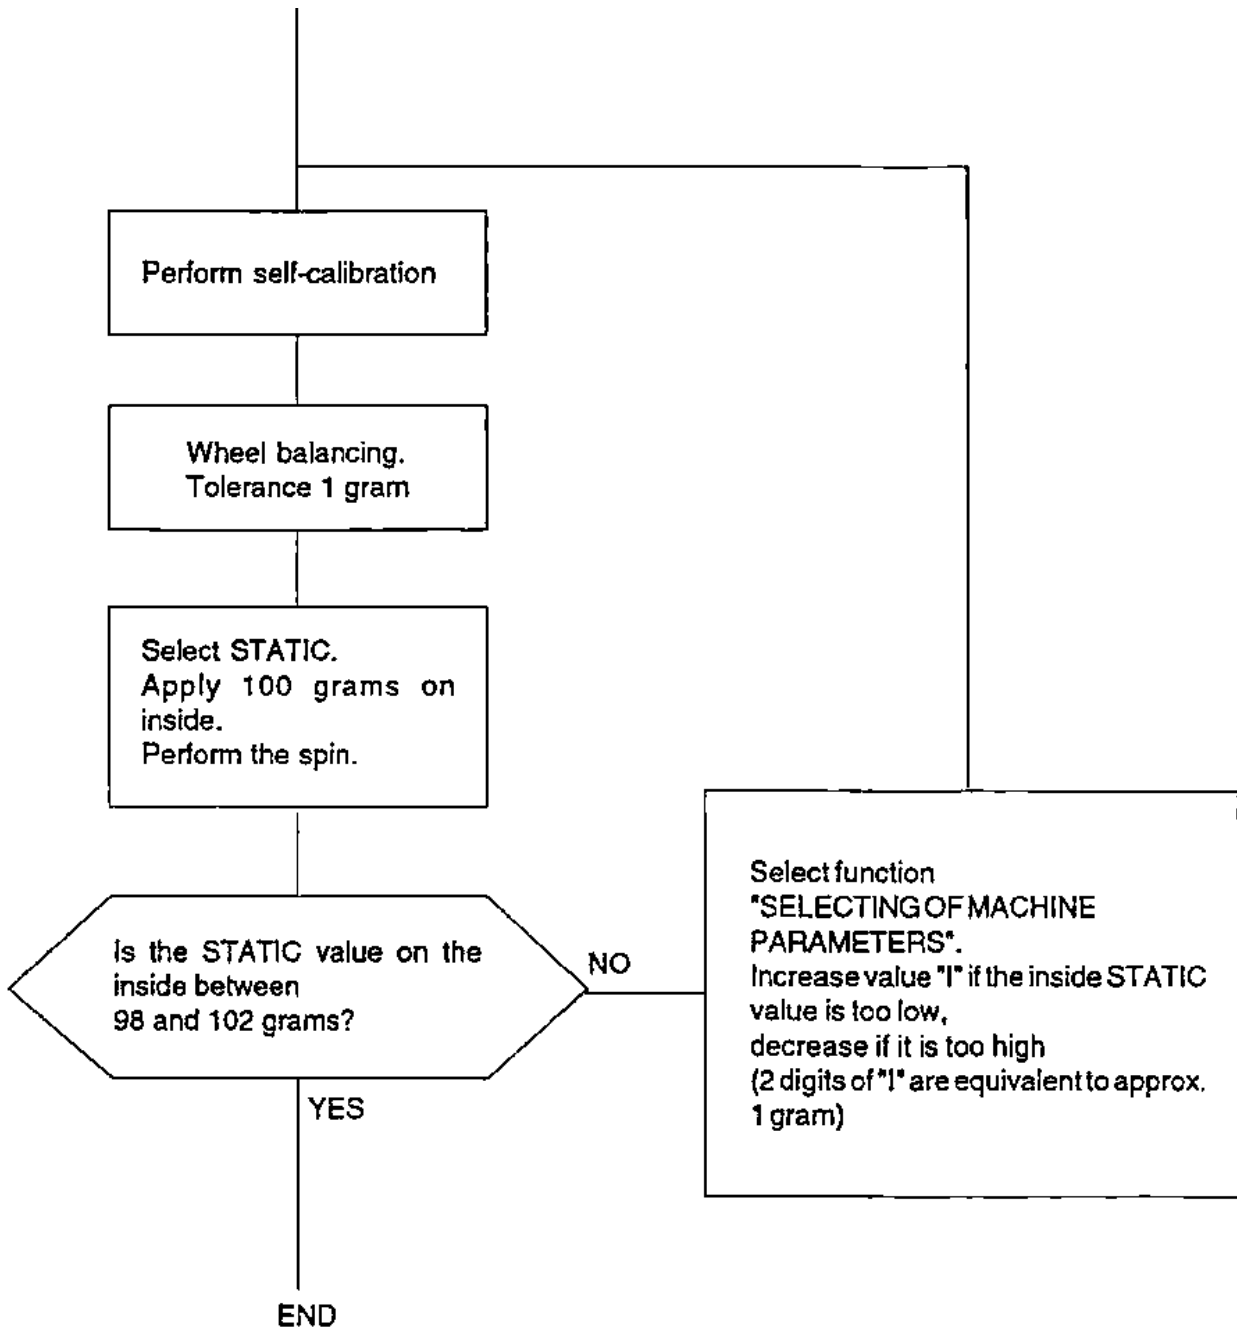 Perform self-calibration
Wheel balancing.
Tolerance 1 gram
Select STATIC.
Apply 100 grams on
inside.
Perform the spin.
Is the STATIC value on the
inside between
98 and 102 grams?
NO
Select function
"SELECTING OF MACHINE
PARAMETERS".
Increase value "I" if the inside STATIC
value is too low,
decrease if it is too high
(2 digits of "I" are equivalent to approx.
1 gram)
YES
END